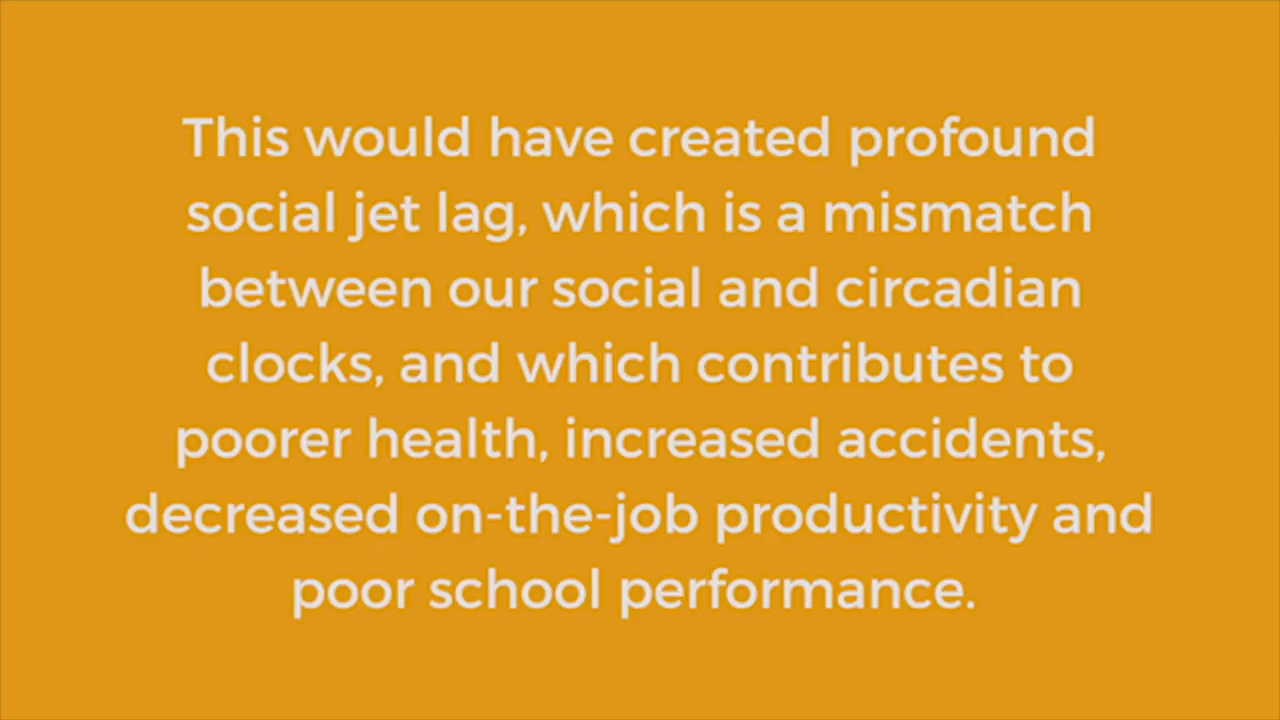 This would have created profound
social jet lag, which is a mismatch
between our social and circadian
clocks, and which contributes to
poorer health, increased accidents,
decreased on-the-job productivity and
poor school performance.